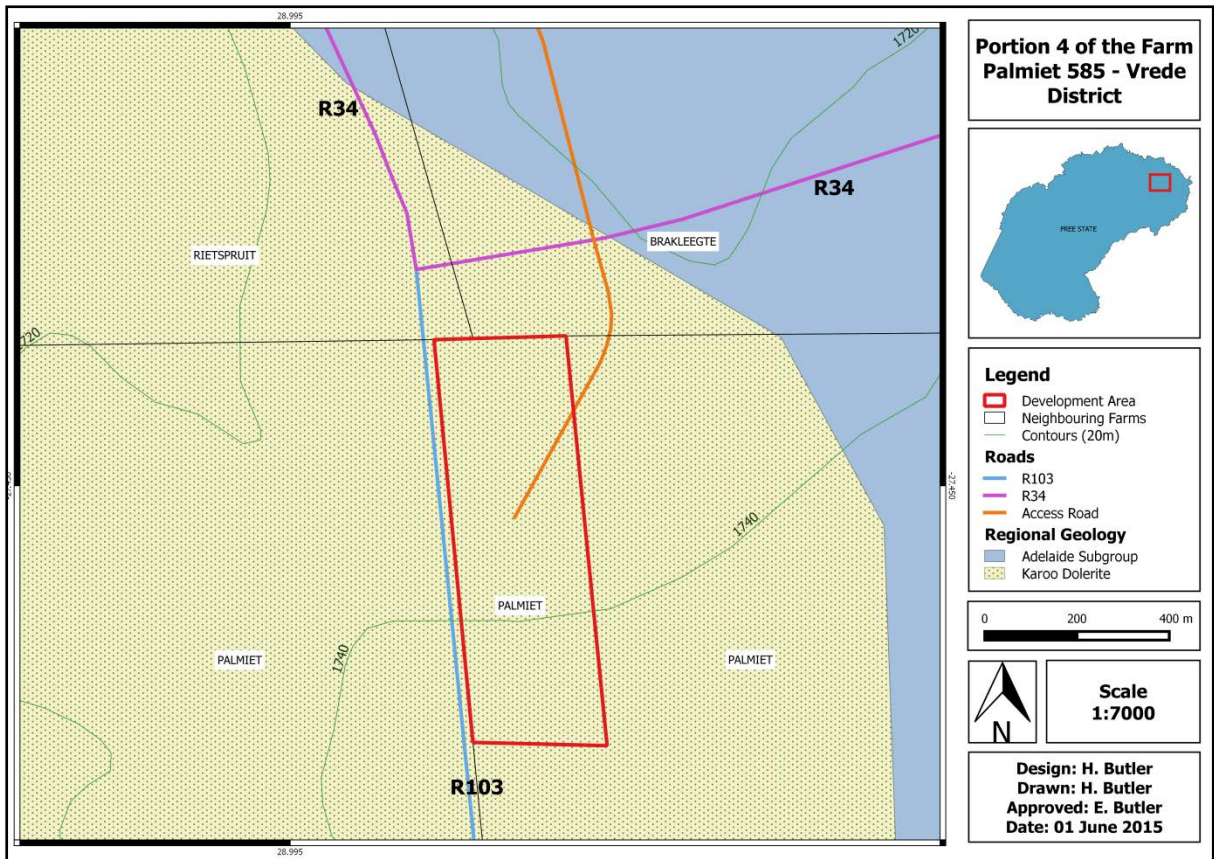 28.995
Portion 4 of the Farm
Palmiet 585 - Vrede
District
1720
R34
R34
RIETSPRUIT
BRAKLEEGTE
FREE STATE
1720
Legend
Development Area
Neighbouring Farms
Contours (20m)
Roads
R103
R34
Access Road
Regional Geology
Adelaide Subgroup
Karoo Dolerite
-27.450
-27.450
1740
PALMIET
1740
PALMIET
PALMIET
0 200 400 m
N
Scale
1:7000
R103
Design: H. Butler
Drawn: H. Butler
Approved: E. Butler
Date: 01 June 2015
28.995